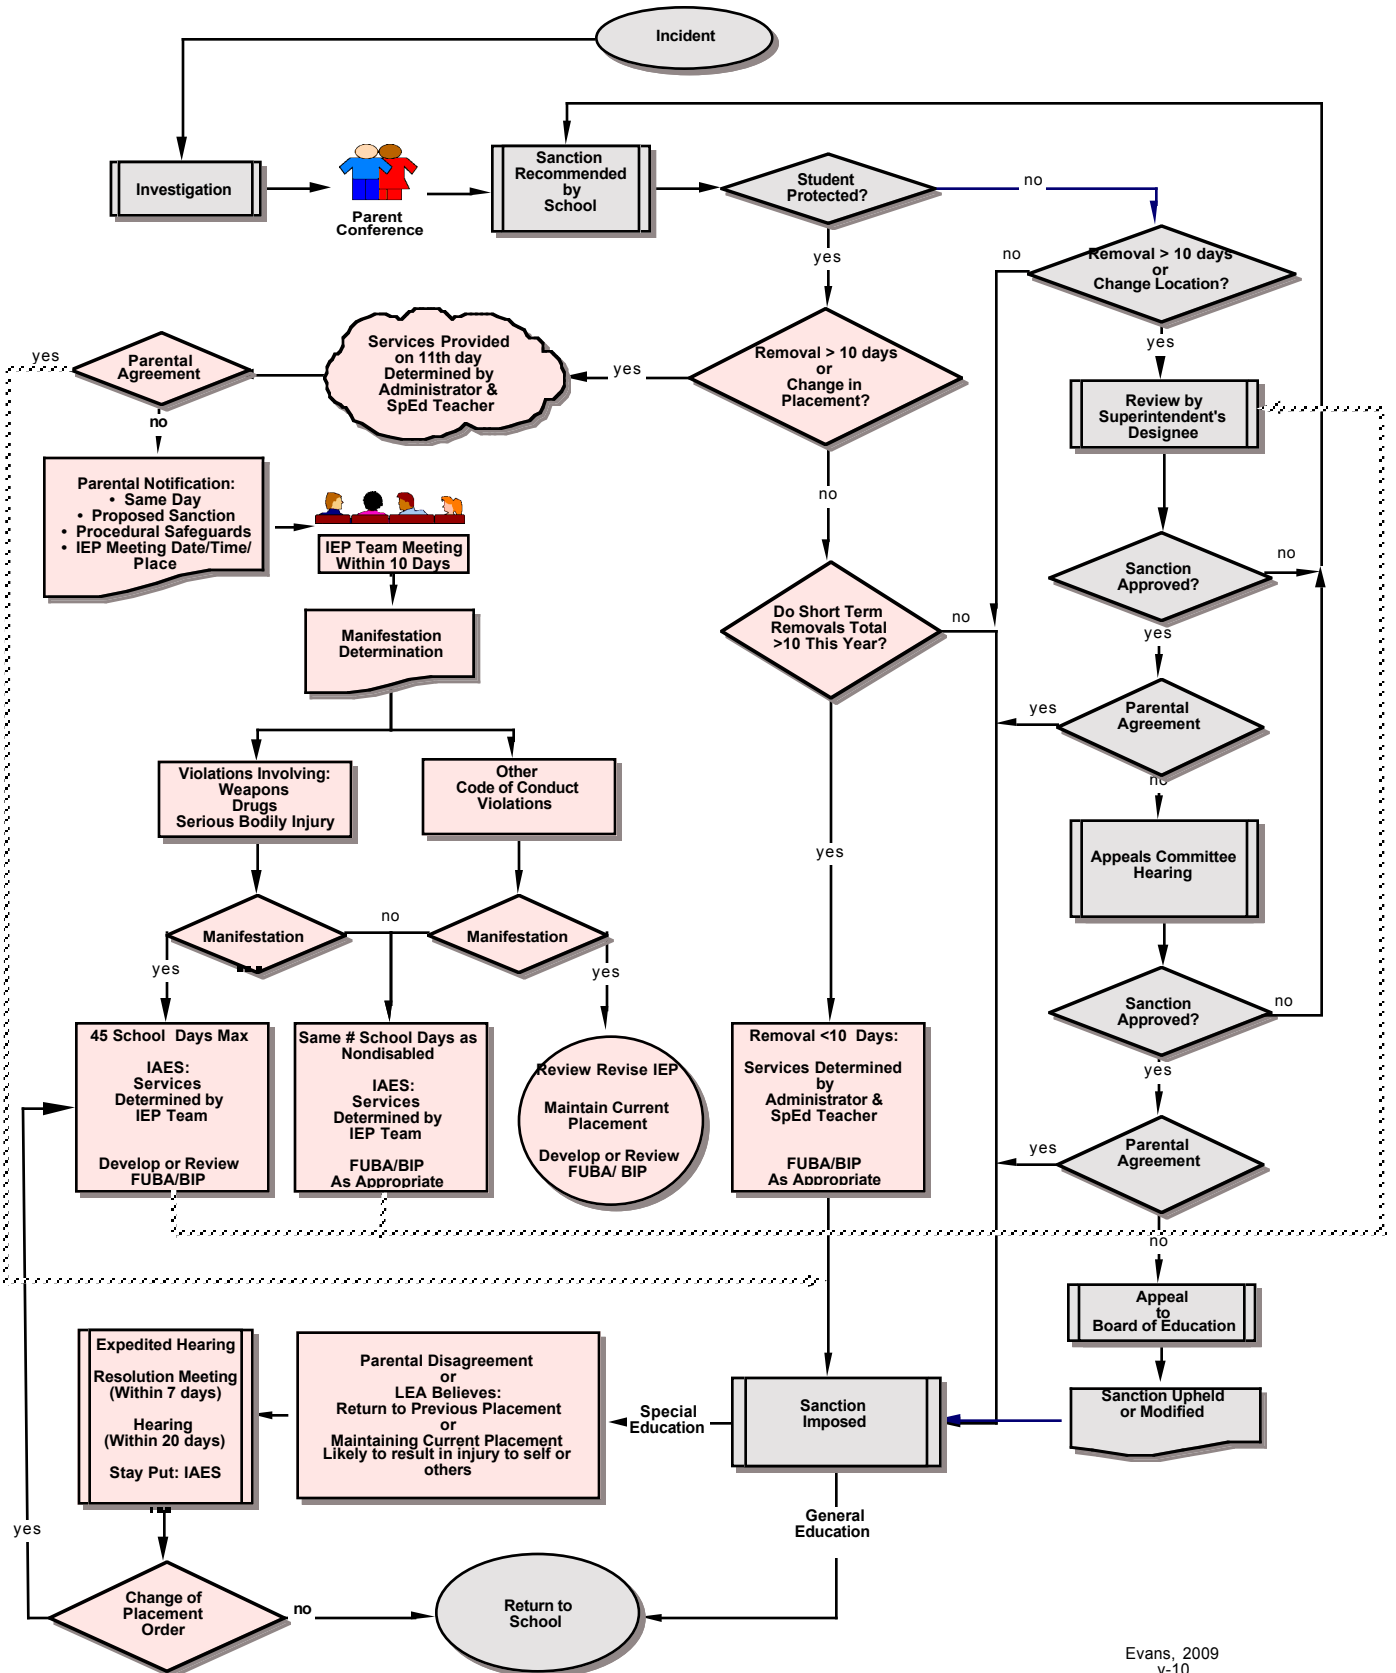 Incident
Investigation
Parent
Conference
Sanction
Recommended
by
School
Student
Protected?
no
yes
Removal > 10 days
or
Change Location?
no
yes
Services Provided
on 11th day
Determined by
Administrator &
SpEd Teacher
yes
Removal > 10 days
or
Change in
Placement?
yes
Parental
Agreement
no
Review by
Superintendent's
Designee
Parental Notification:
• Same Day
• Proposed Sanction
• Procedural Safeguards
• IEP Meeting Date/Time/
Place
IEP Team Meeting
Within 10 Days
no
Sanction
Approved?
no
yes
Do Short Term
Removals Total
>10 This Year?
no
yes
Manifestation
Determination
Parental
Agreement
yes
no
Violations Involving:
Weapons
Drugs
Serious Bodily Injury
Other
Code of Conduct
Violations
Appeals Committee
Hearing
Manifestation
no
Manifestation
yes
yes
Sanction
Approved?
no
yes
45 School Days Max
IAES:
Services
Determined by
IEP Team
Develop or Review
FUBA/BIP
Same # School Days as
Nondisabled
IAES:
Services
Determined by
IEP Team
FUBA/BIP
As Appropriate
Review Revise IEP
Maintain Current
Placement
Develop or Review
FUBA/ BIP
Removal <10 Days:
Services Determined
by
Administrator &
SpEd Teacher
FUBA/BIP
As Appropriate
Parental
Agreement
yes
no
Appeal
to
Board of Education
Expedited Hearing
Resolution Meeting
(Within 7 days)
Hearing
(Within 20 days)
Stay Put: IAES
Parental Disagreement
or
LEA Believes:
Return to Previous Placement
or
Maintaining Current Placement
Likely to result in injury to self or
others
Special
Education
Sanction
Imposed
Sanction Upheld
or Modified
General
Education
yes
Change of
Placement
Order
no
Return to
School
Evans, 2009
v-10